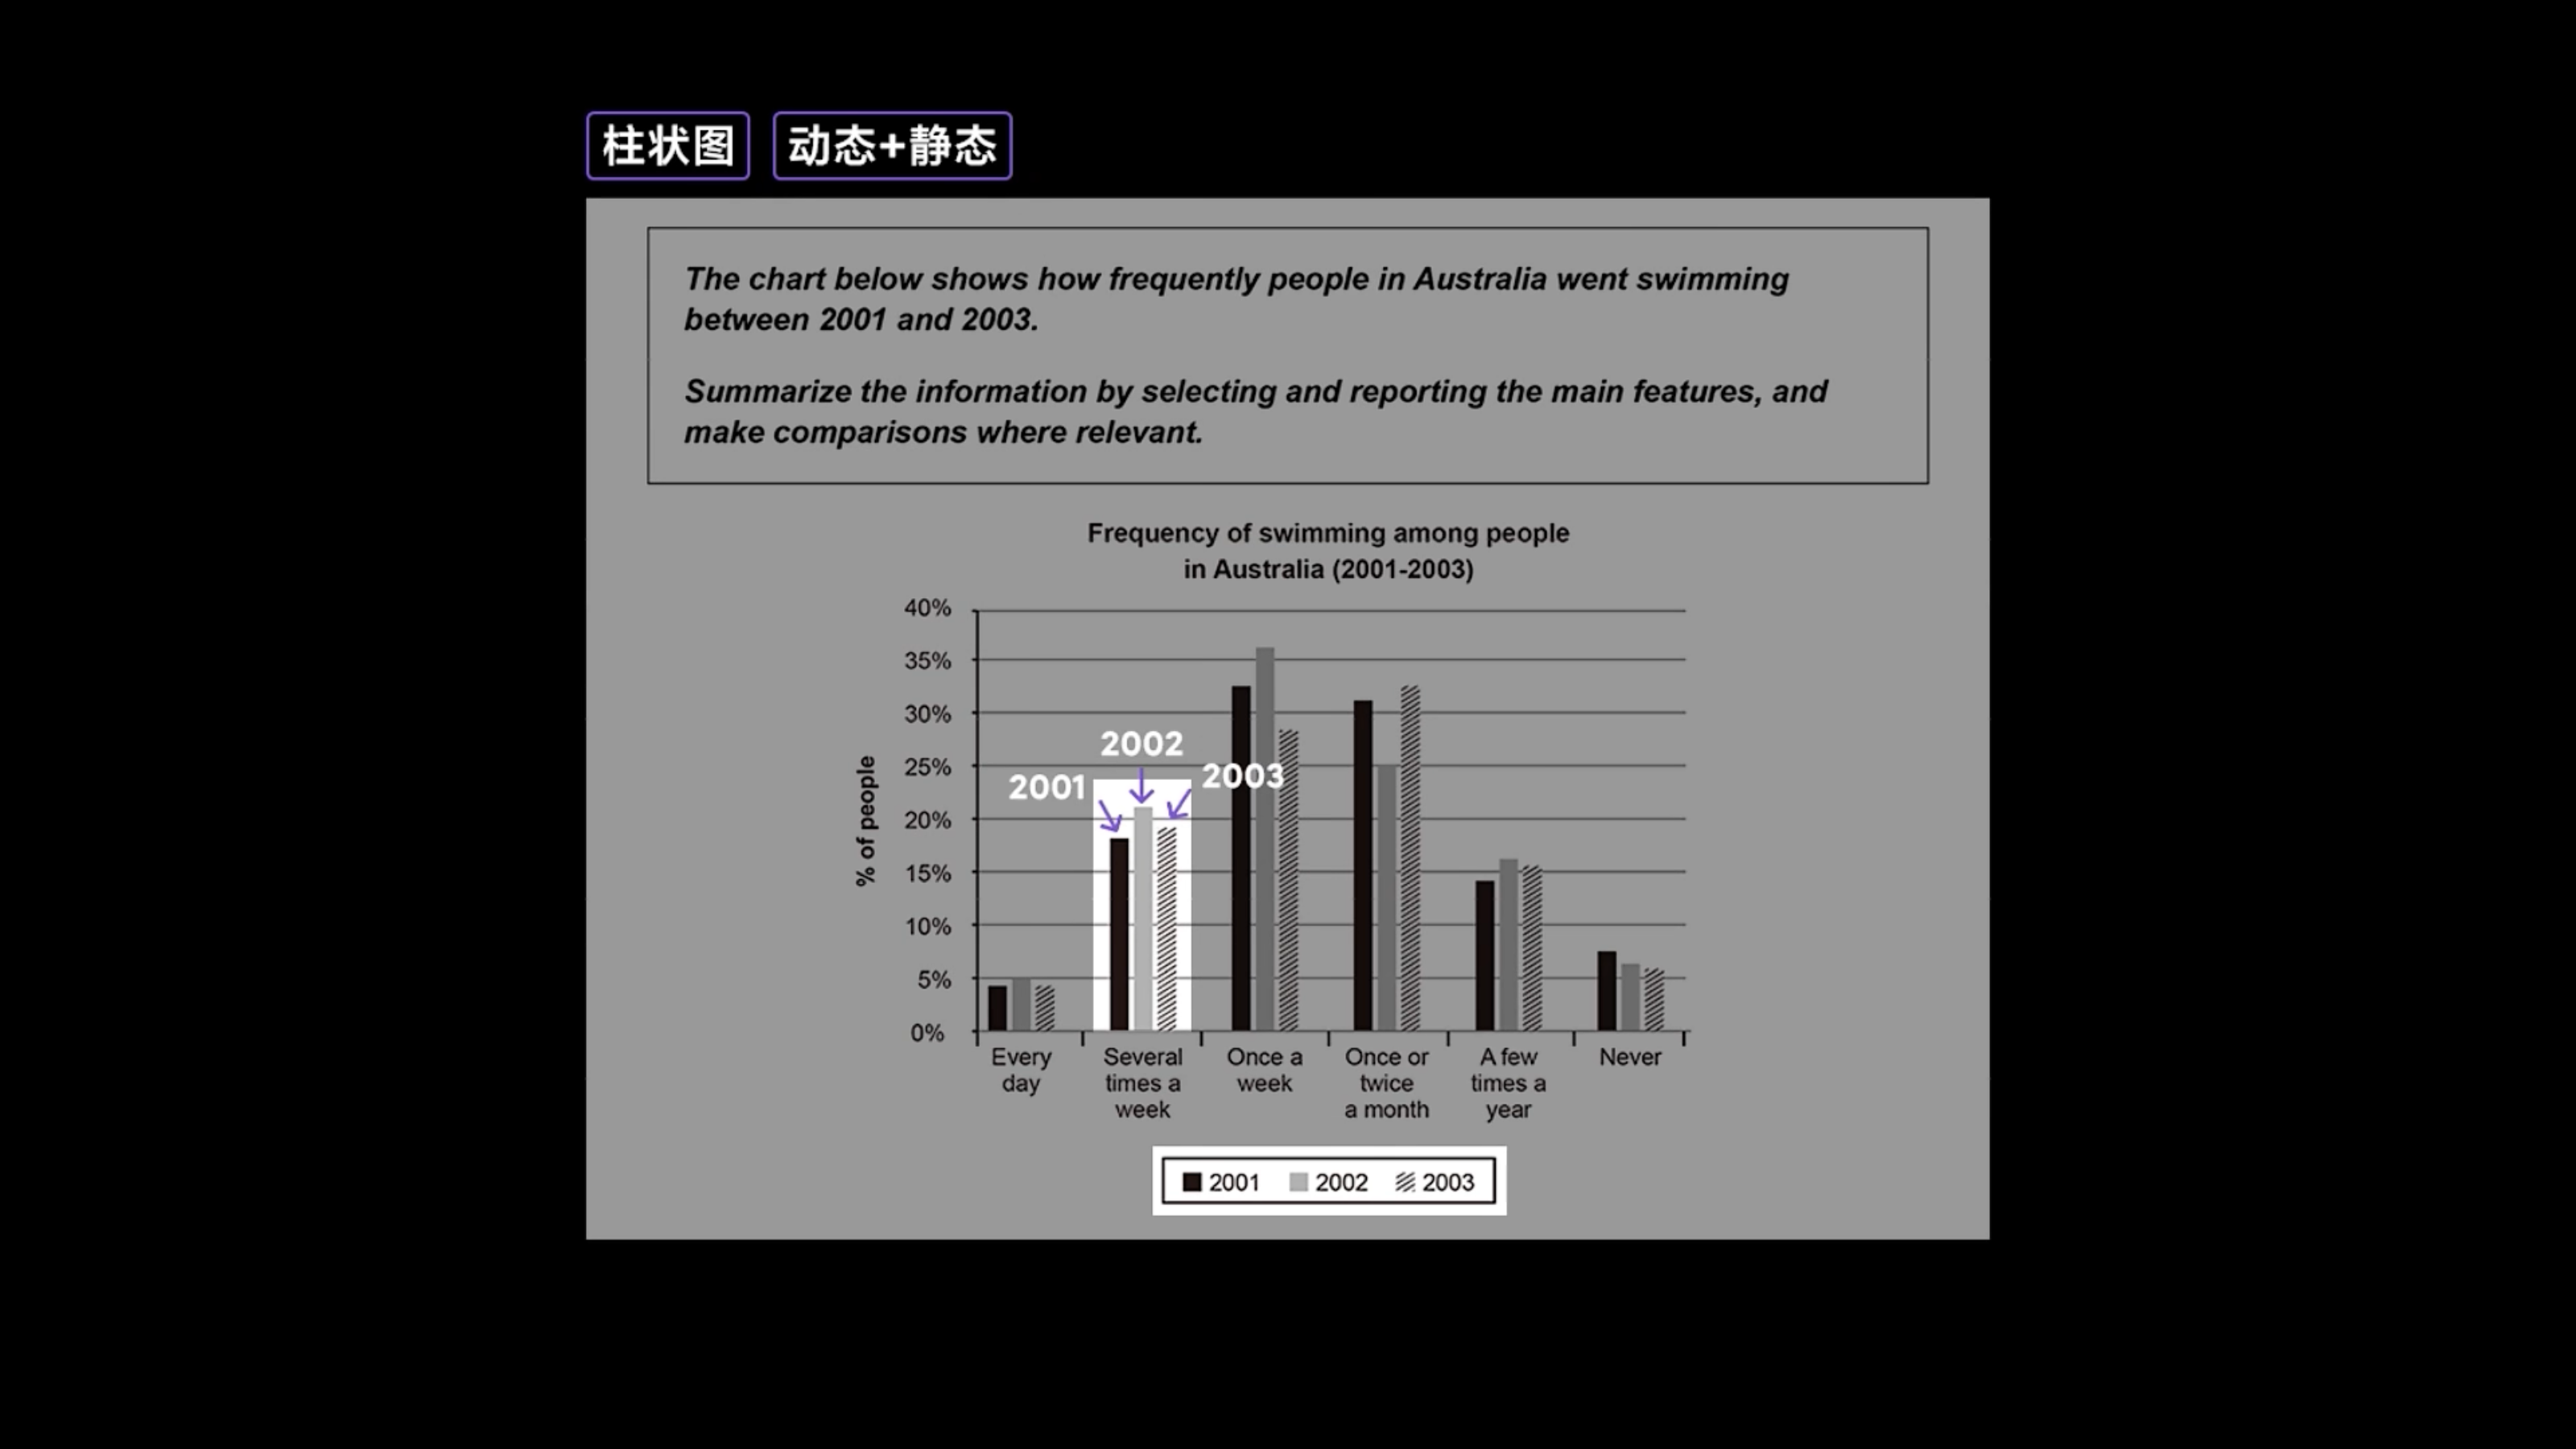 柱状图 动态+静态
The chart below shows how frequently people in Australia went swimming
between 2001 and 2003.
Summarize the information by selecting and reporting the main features, and
make comparisons where relevant.
Frequency of swimming among people
in Australia (2001-2003)
% of people
40%
35%
30%
25%
20%
15%
10%
5%
0%
2001
2002
2003
Every
day
Several
times a
week
Once a
week
Once or
twice
a month
A few
times a
year
Never
2001 2002 2003